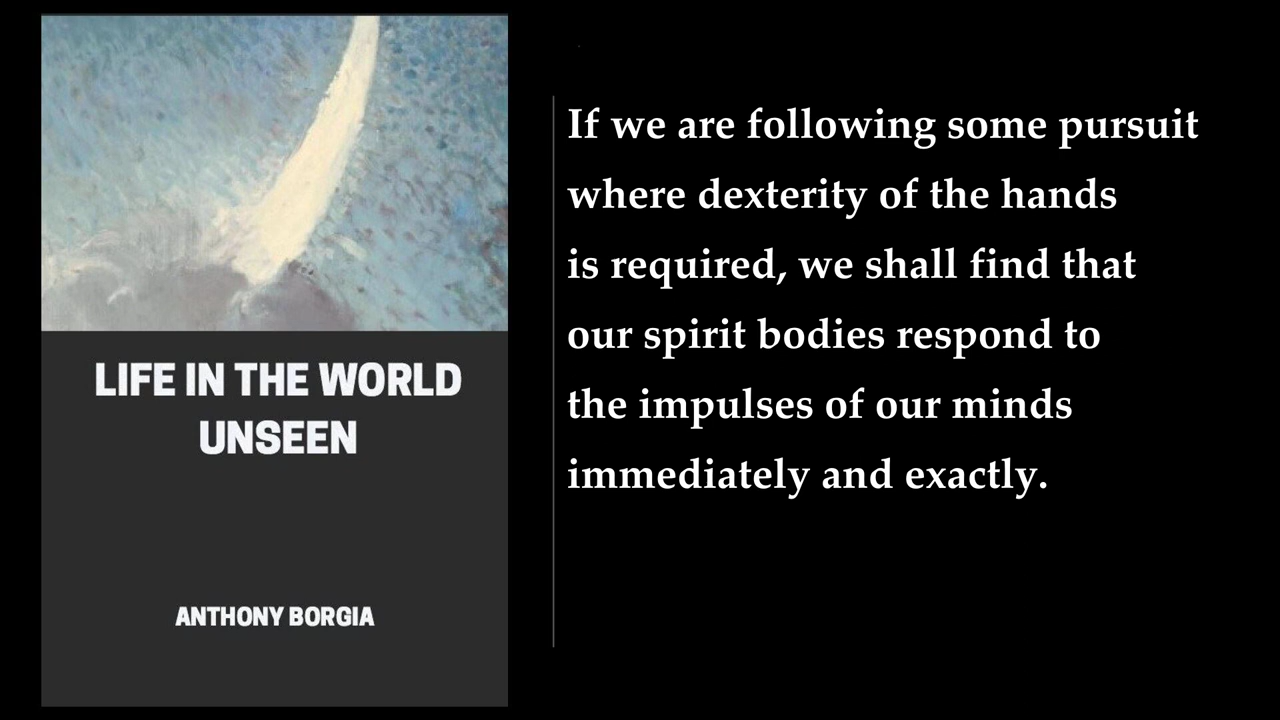 LIFE IN THE WORLD
UNSEEN
ANTHONY BORGIA
If we are following some pursuit
where dexterity of the hands
is required, we shall find that
our spirit bodies respond to
the impulses of our minds
immediately and exactly.